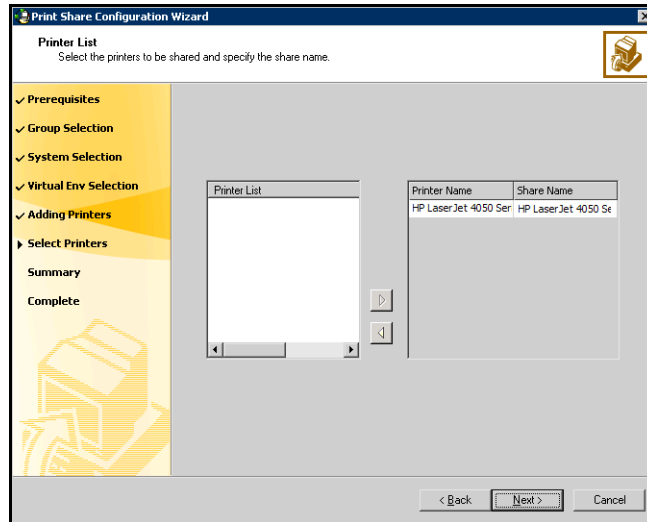 Print Share Configuration Wizard
Printer List
Select the printers to be shared and specify the share name.
Prerequisites
Group Selection
System Selection
Virtual Env Selection
Adding Printers
Select Printers
Summary
Complete
Printer List
Printer Name Share Name
HP LaserJet 4050 Ser HP LaserJet 4050 Se
< Back Next > Cancel